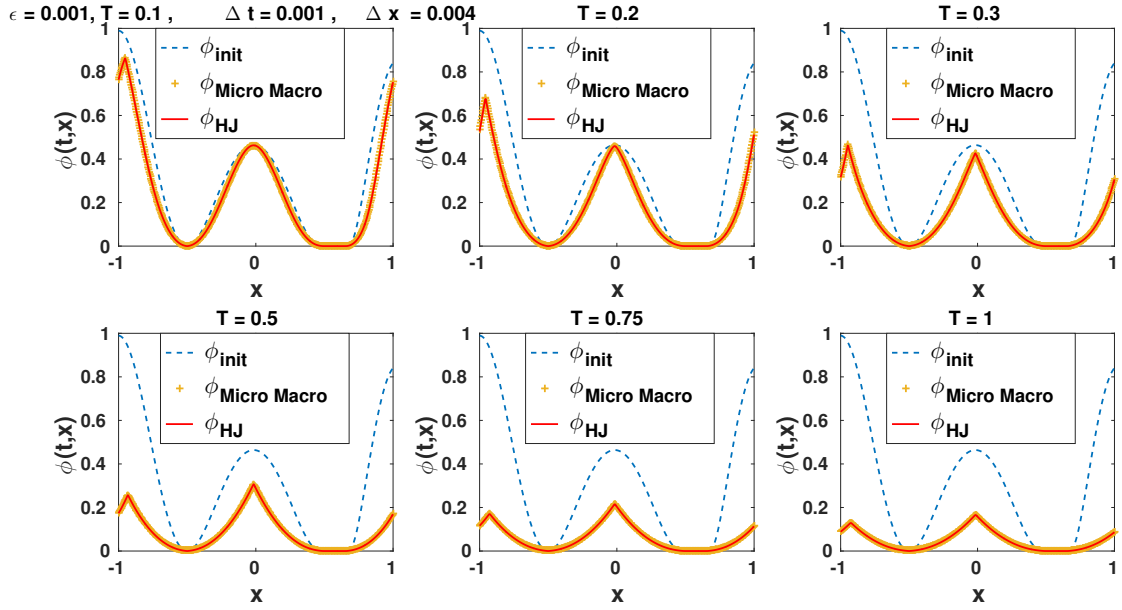 ϵ = 0.001, T = 0.1 , Δ t = 0.001 , Δ x = 0.004
ϕ(t,x)
1
0.8
0.6
0.4
0.2
0
ϕinit
ϕMicro Macro
ϕHJ
-1 0 1
x
T = 0.2
ϕ(t,x)
1
0.8
0.6
0.4
0.2
0
ϕinit
ϕMicro Macro
ϕHJ
-1 0 1
x
T = 0.3
ϕ(t,x)
1
0.8
0.6
0.4
0.2
0
ϕinit
ϕMicro Macro
ϕHJ
-1 0 1
x
T = 0.5
ϕ(t,x)
1
0.8
0.6
0.4
0.2
0
ϕinit
ϕMicro Macro
ϕHJ
-1 0 1
x
T = 0.75
ϕ(t,x)
1
0.8
0.6
0.4
0.2
0
ϕinit
ϕMicro Macro
ϕHJ
-1 0 1
x
T = 1
ϕ(t,x)
1
0.8
0.6
0.4
0.2
0
ϕinit
ϕMicro Macro
ϕHJ
-1 0 1
x